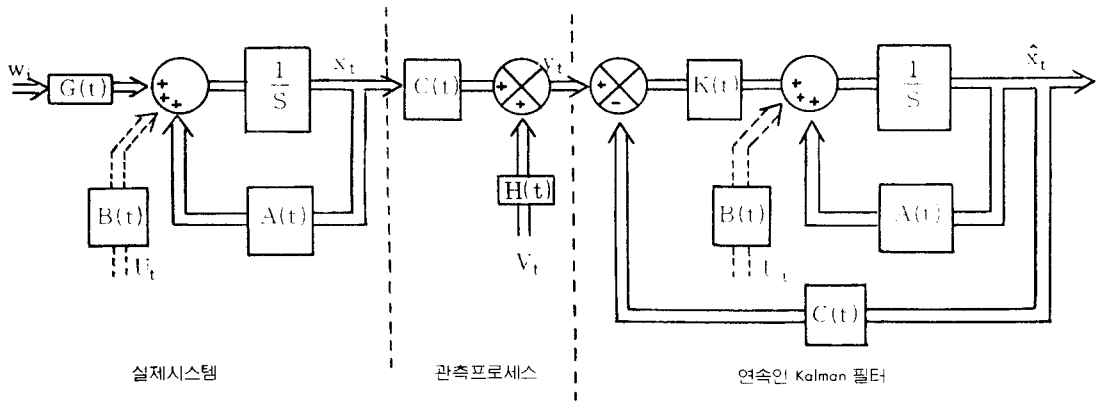 w_t
G(t)
+
+
+
1
S
x_t
B(t)
U_t
A(t)
C(t)
+
+
y_t
H(t)
V_t
+
-
K(t)
+
+
+
1
S
x̂_t
B(t)
U_t
A(t)
C(t)
실제시스템
관측프로세스
연속인 Kalman 필터